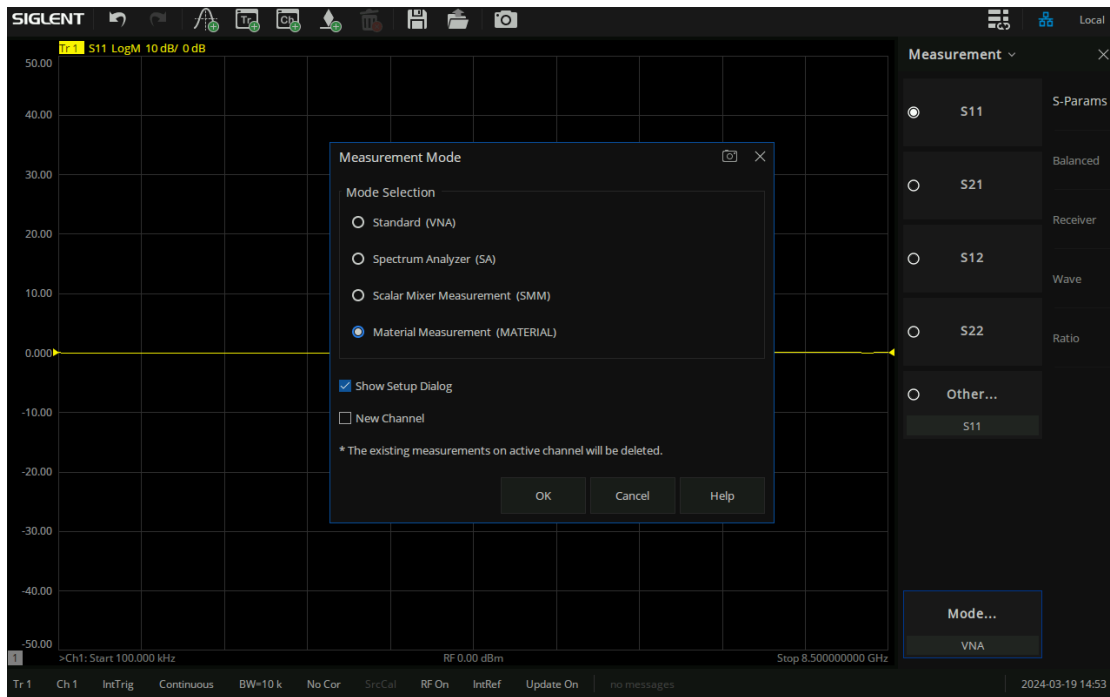 SIGLENT Tr Ch Local
Tr 1 S11 LogM 10 dB/ 0 dB
50.00
40.00
30.00
20.00
10.00
0.000
-10.00
-20.00
-30.00
-40.00
-50.00
Measurement Mode
Mode Selection
Standard (VNA)
Spectrum Analyzer (SA)
Scalar Mixer Measurement (SMM)
Material Measurement (MATERIAL)
Show Setup Dialog
New Channel
* The existing measurements on active channel will be deleted.
OK Cancel Help
Measurement
S11
S21
S12
S22
Other...
S11
S-Params
Balanced
Receiver
Wave
Ratio
Mode...
VNA
1 >Ch1: Start 100.000 kHz RF 0.00 dBm Stop 8.500000000 GHz
Tr 1 Ch 1 IntTrig Continuous BW=10 k No Cor SrcCal RF On IntRef Update On no messages 2024-03-19 14:53